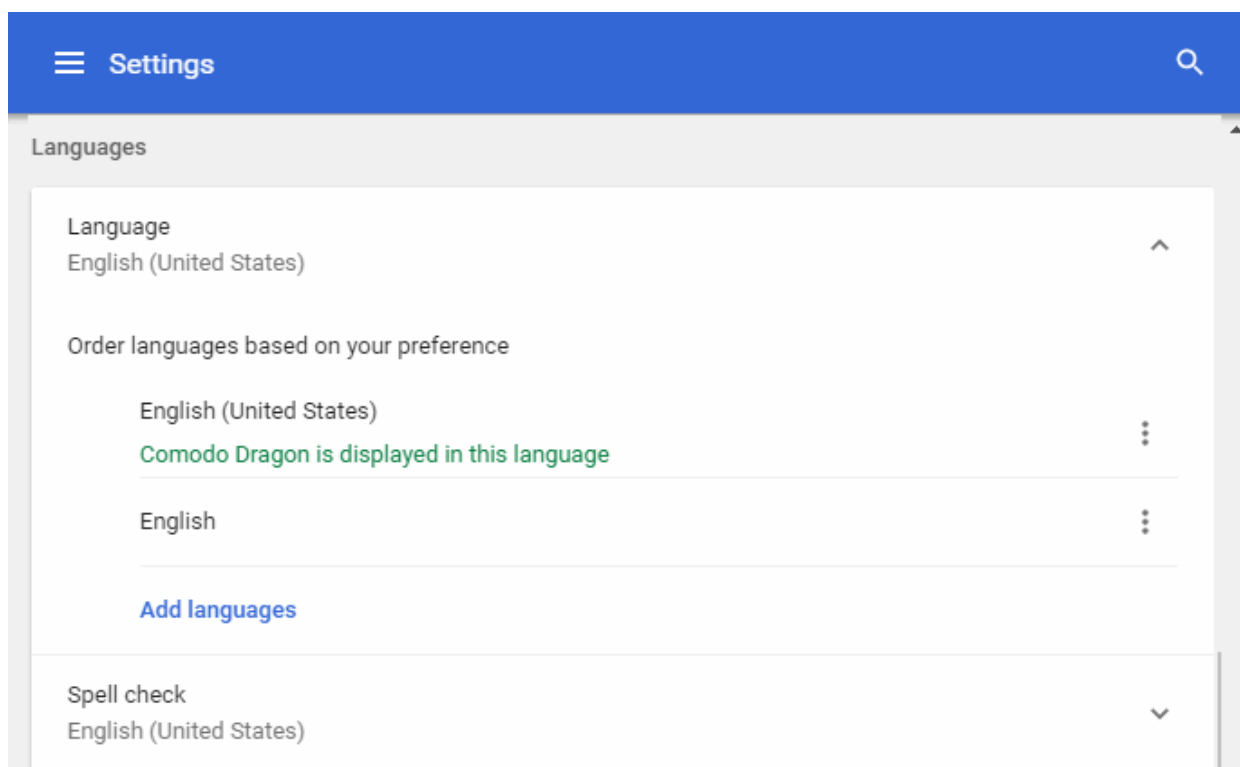 Settings
Languages
Language
English (United States)
Order languages based on your preference
English (United States)
Comodo Dragon is displayed in this language
English
Add languages
Spell check
English (United States)